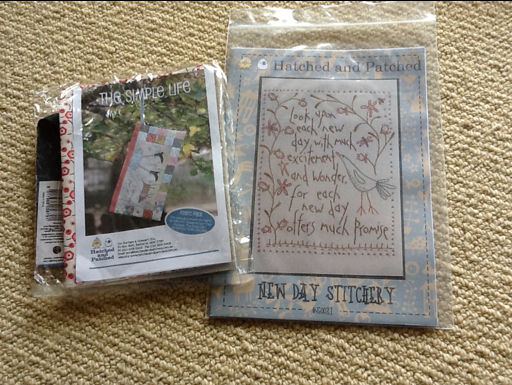 THE SIMPLE LIFE
Hatched
and
Patched
Hatched and Patched
look upon
each new
day with much
excitement
and wonder
for each
new day
offers much promise
NEW DAY STITCHERY